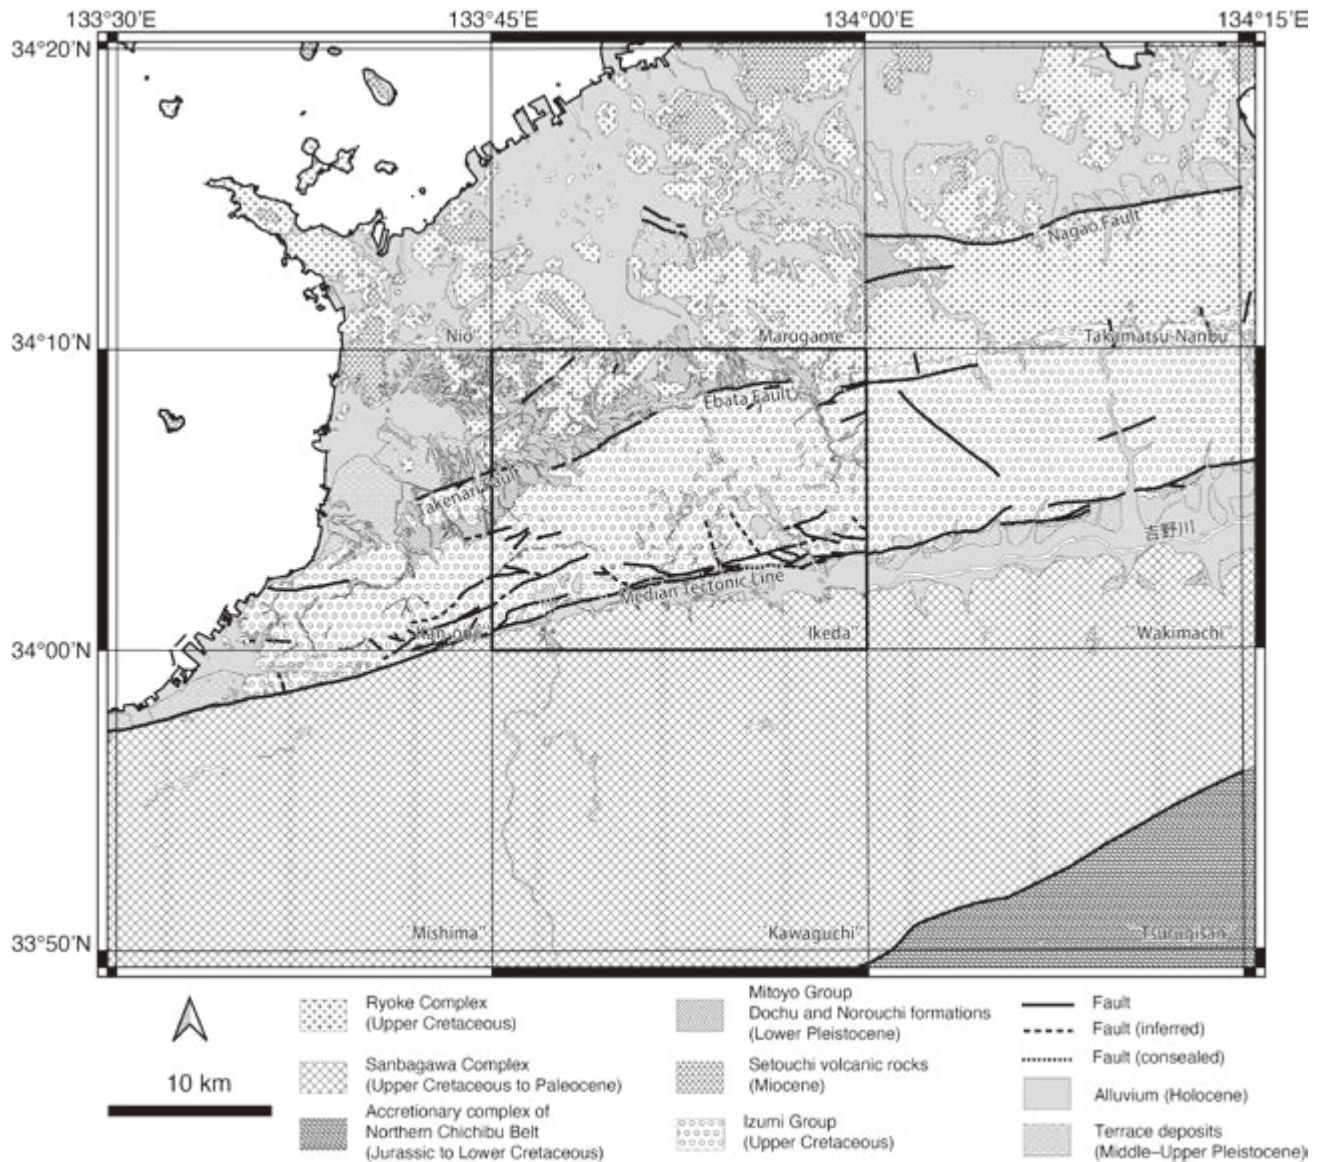 133°30'E 133°45'E 134°00'E 134°15'E
34°20'N
Nagao Fault
34°10'N
Nio"
Marugame
Takamatsu-Nanbu
Ebata Fault
Takenari Fault
吉野川
Median Tectonic Line
Kan-onji
"Ikeda"
"Wakimachi"
34°00'N
33°50'N
"Mishima"
"Kawaguchi"
"Tsurugisan"
10 km
Ryoke Complex
(Upper Cretaceous)
Sanbagawa Complex
(Upper Cretaceous to Paleocene)
Accretionary complex of
Northern Chichibu Belt
(Jurassic to Lower Cretaceous)
Mitoyo Group
Dochu and Norouchi formations
(Lower Pleistocene)
Setouchi volcanic rocks
(Miocene)
Izumi Group
(Upper Cretaceous)
Fault
Fault (inferred)
Fault (consealed)
Alluvium (Holocene)
Terrace deposits
(Middle–Upper Pleistocene)